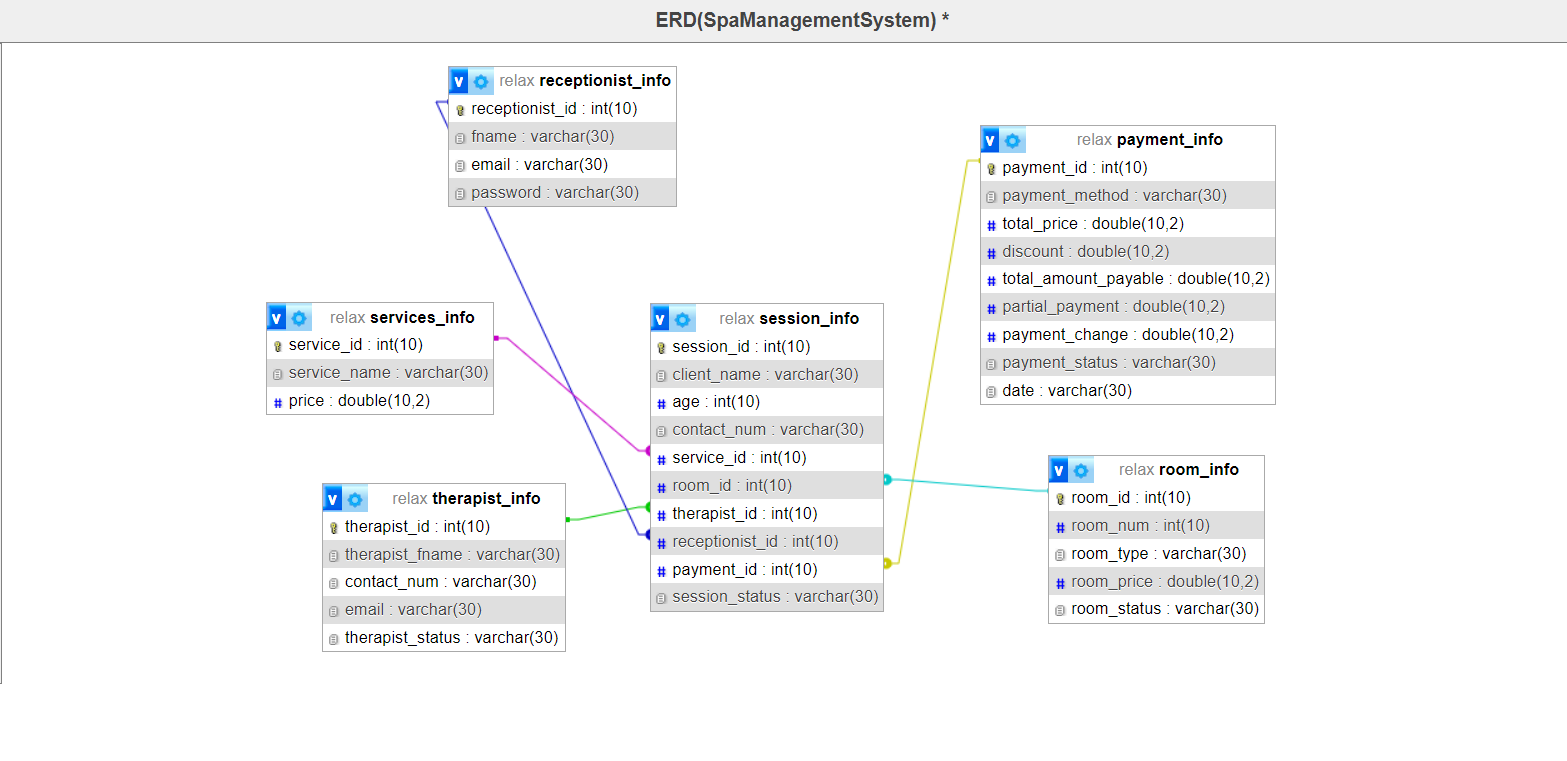 ERD(SpaManagementSystem) *
v relax receptionist_info
receptionist_id : int(10)
fname : varchar(30)
email : varchar(30)
password : varchar(30)
v relax payment_info
payment_id : int(10)
payment_method : varchar(30)
# total_price : double(10,2)
# discount : double(10,2)
# total_amount_payable : double(10,2)
# partial_payment : double(10,2)
# payment_change : double(10,2)
payment_status : varchar(30)
date : varchar(30)
v relax services_info
service_id : int(10)
service_name : varchar(30)
# price : double(10,2)
v relax session_info
session_id : int(10)
client_name : varchar(30)
# age : int(10)
contact_num : varchar(30)
# service_id : int(10)
# room_id : int(10)
# therapist_id : int(10)
# receptionist_id : int(10)
# payment_id : int(10)
session_status : varchar(30)
v relax therapist_info
therapist_id : int(10)
therapist_fname : varchar(30)
contact_num : varchar(30)
email : varchar(30)
therapist_status : varchar(30)
v relax room_info
room_id : int(10)
# room_num : int(10)
room_type : varchar(30)
# room_price : double(10,2)
room_status : varchar(30)